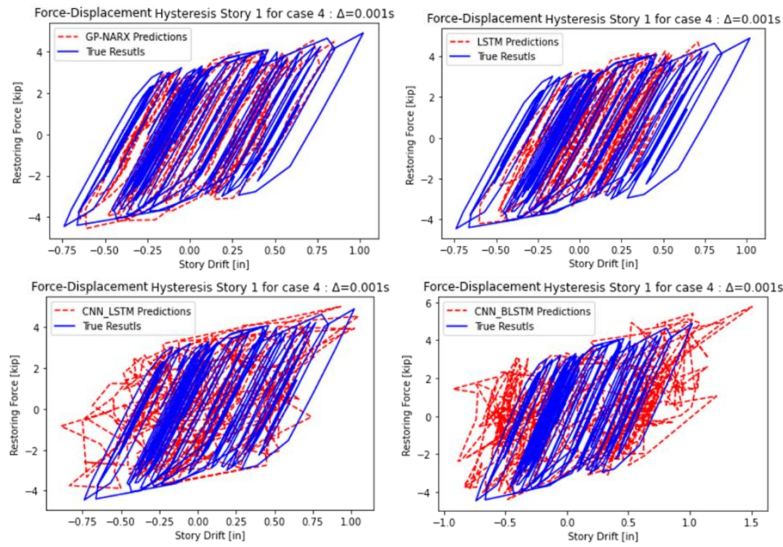 Force-Displacement Hysteresis Story 1 for case 4 : Δ=0.001s
GP-NARX Predictions
True Resutls
Restoring Force [kip]
4
2
0
−2
−4
−0.75 −0.50 −0.25 0.00 0.25 0.50 0.75 1.00
Story Drift [in]
Force-Displacement Hysteresis Story 1 for case 4 : Δ=0.001s
LSTM Predictions
True Resutls
Restoring Force [kip]
4
2
0
−2
−4
−0.75 −0.50 −0.25 0.00 0.25 0.50 0.75 1.00
Story Drift [in]
Force-Displacement Hysteresis Story 1 for case 4 : Δ=0.001s
CNN_LSTM Predictions
True Resutls
Restoring Force [kip]
4
2
0
−2
−4
−0.75 −0.50 −0.25 0.00 0.25 0.50 0.75 1.00
Story Drift [in]
Force-Displacement Hysteresis Story 1 for case 4 : Δ=0.001s
CNN_BLSTM Predictions
True Resutls
Restoring Force [kip]
6
4
2
0
−2
−4
−1.0 −0.5 0.0 0.5 1.0 1.5
Story Drift [in]